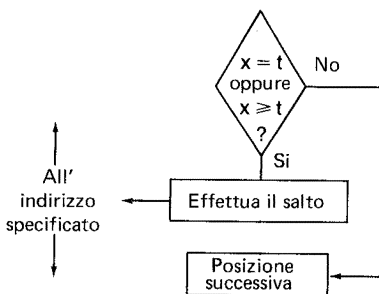 x = t
oppure
x ≥ t
?
No
Si
All'
indirizzo
specificato
Effettua il salto
Posizione
successiva